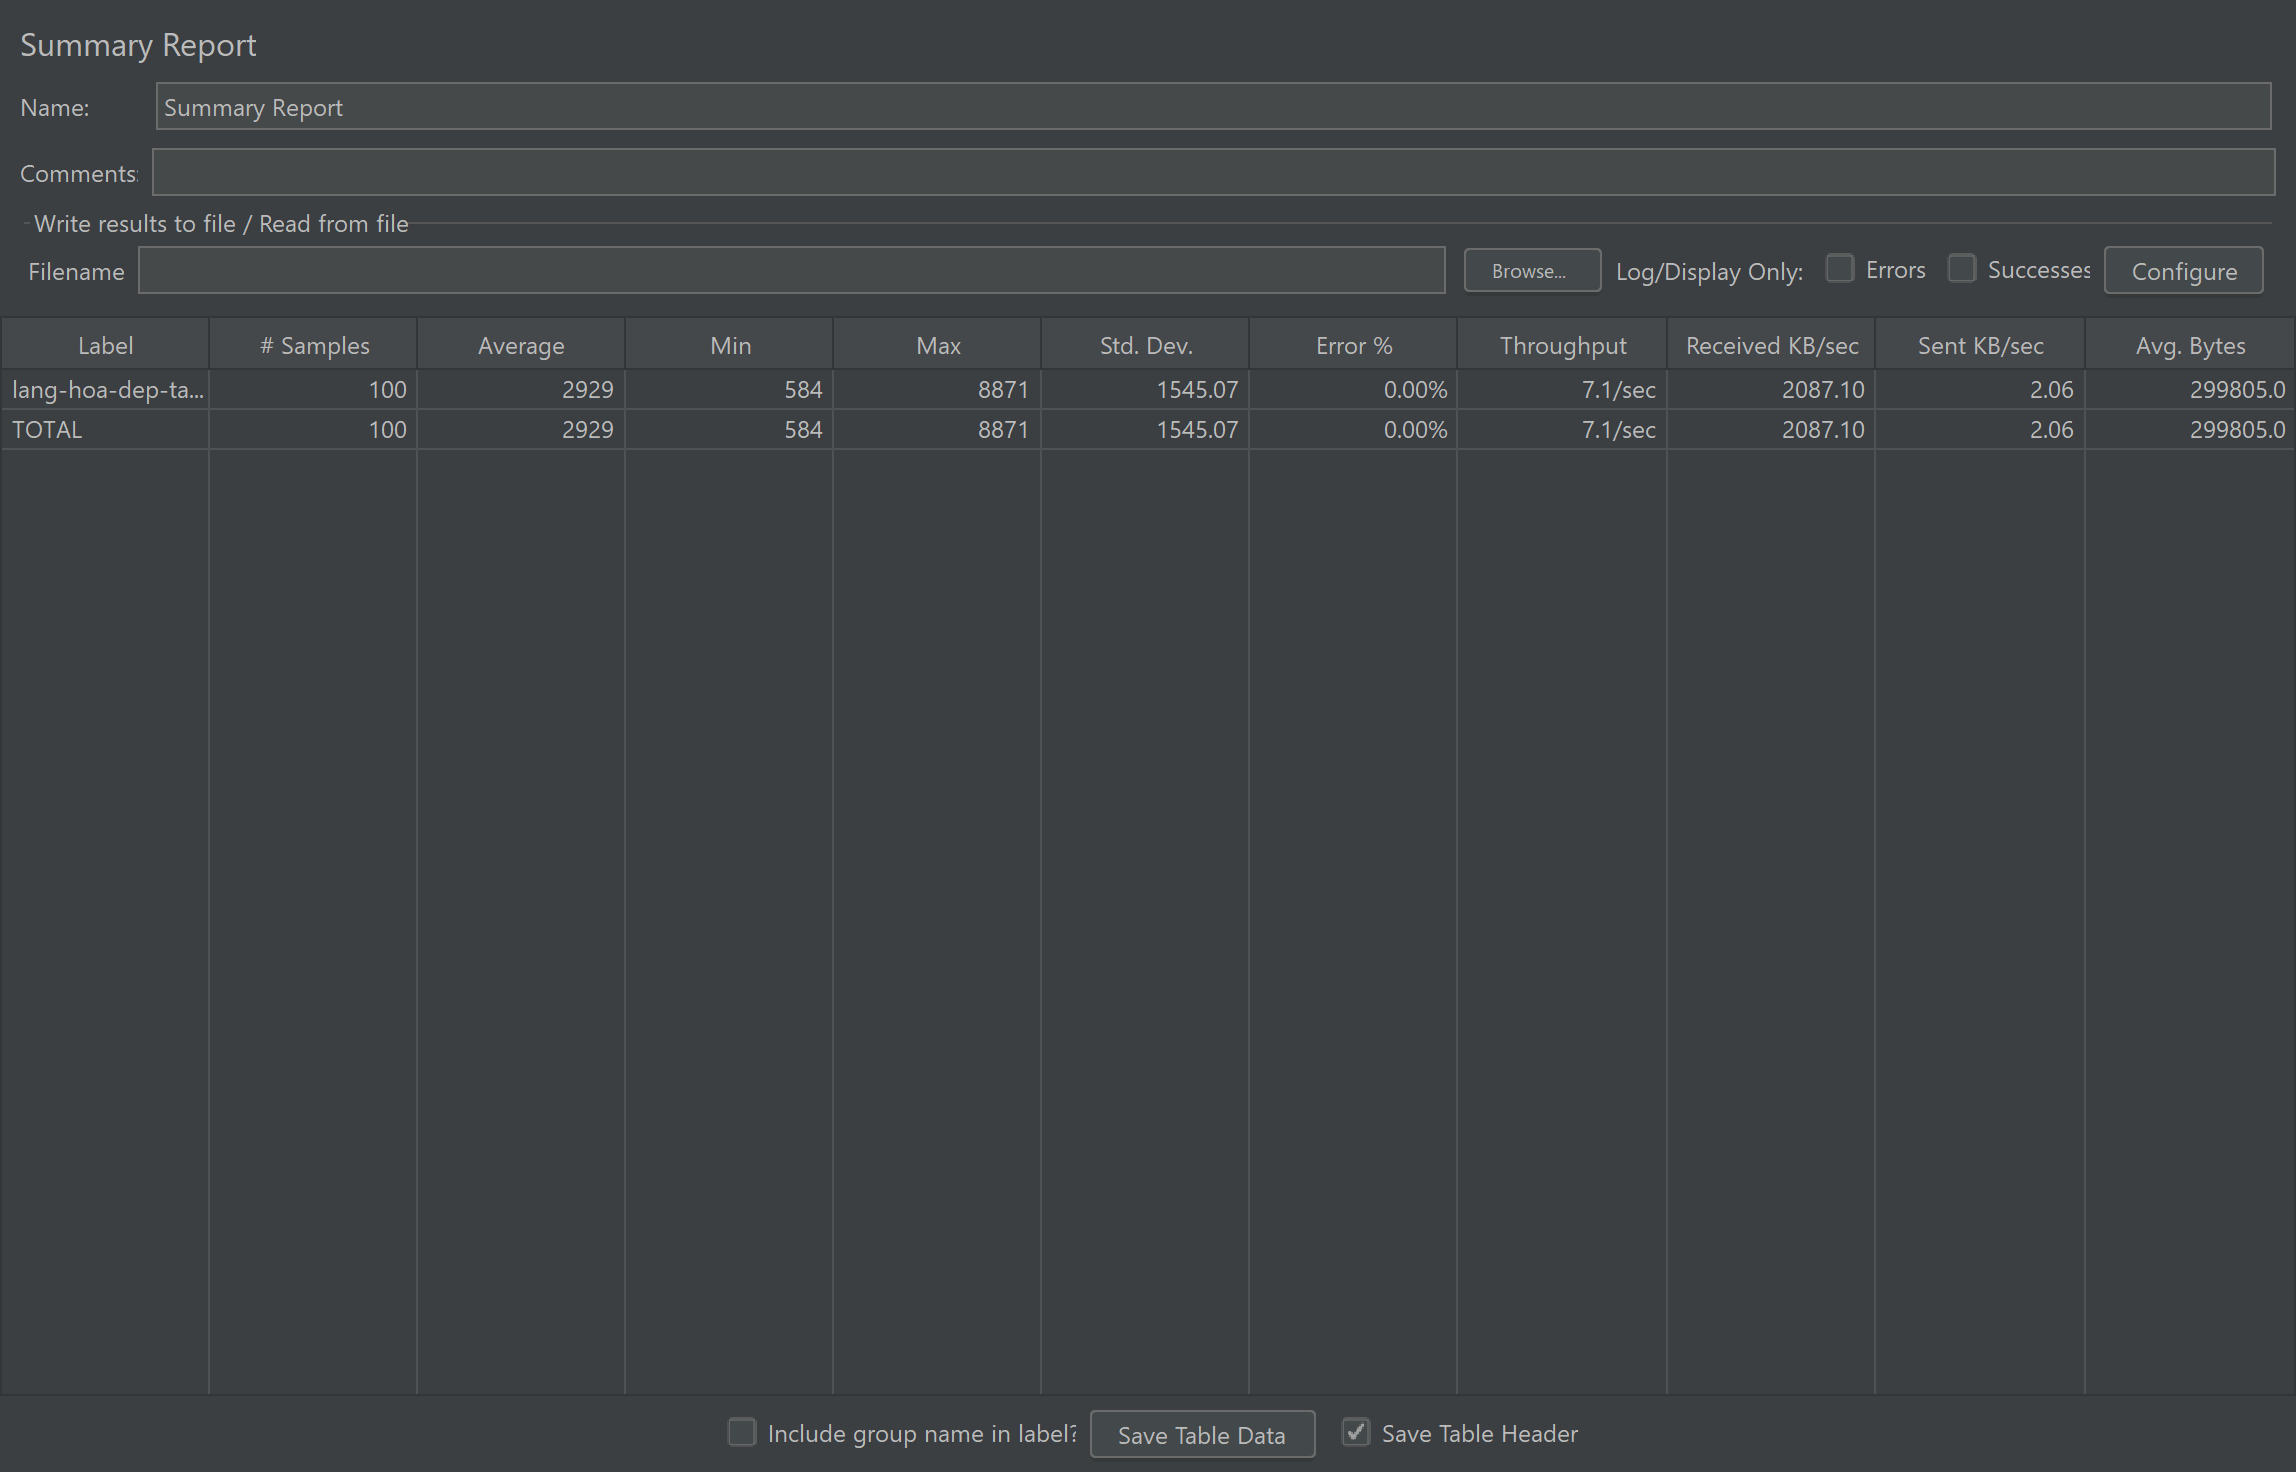 Summary Report
Name: Summary Report
Comments:
Write results to file / Read from file
Filename Browse... Log/Display Only: Errors Successes Configure
Label # Samples Average Min Max Std. Dev. Error % Throughput Received KB/sec Sent KB/sec Avg. Bytes
lang-hoa-dep-ta... 100 2929 584 8871 1545.07 0.00% 7.1/sec 2087.10 2.06 299805.0
TOTAL 100 2929 584 8871 1545.07 0.00% 7.1/sec 2087.10 2.06 299805.0
Include group name in label? Save Table Data Save Table Header